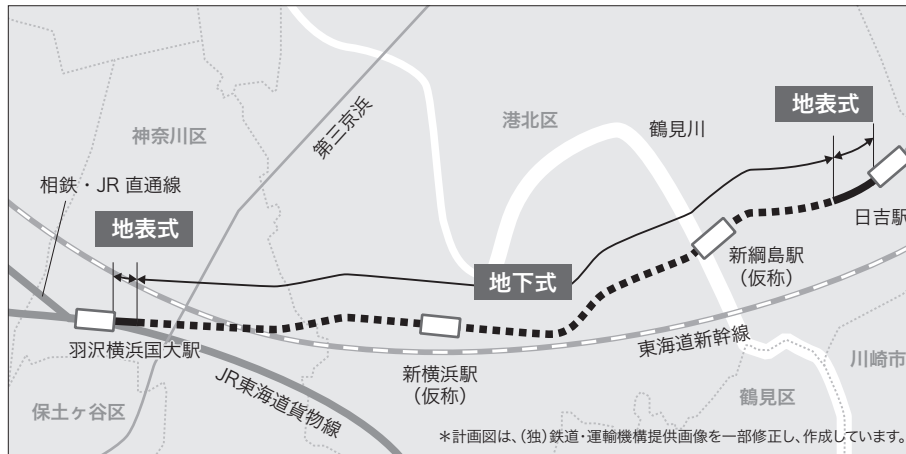 地表式
港北区
鶴見川
神奈川区
第三京浜
相鉄・JR 直通線
日吉駅
地表式
新綱島駅
（仮称）
地下式
東海道新幹線
羽沢横浜国大駅
新横浜駅
（仮称）
川崎市
JR東海道貨物線
鶴見区
保土ヶ谷区
＊計画図は、（独）鉄道・運輸機構提供画像を一部修正し、作成しています。